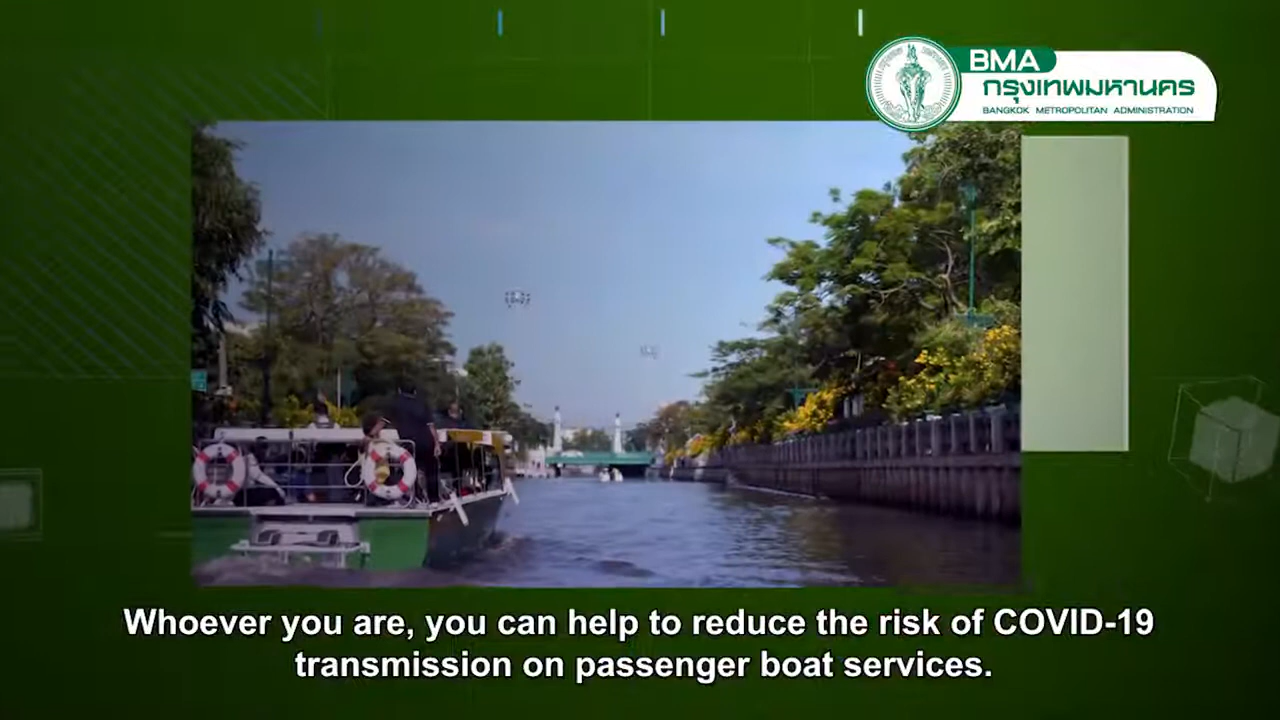 BMA
กรุงเทพมหานคร
BANGKOK METROPOLITAN ADMINISTRATION
Whoever you are, you can help to reduce the risk of COVID-19
transmission on passenger boat services.